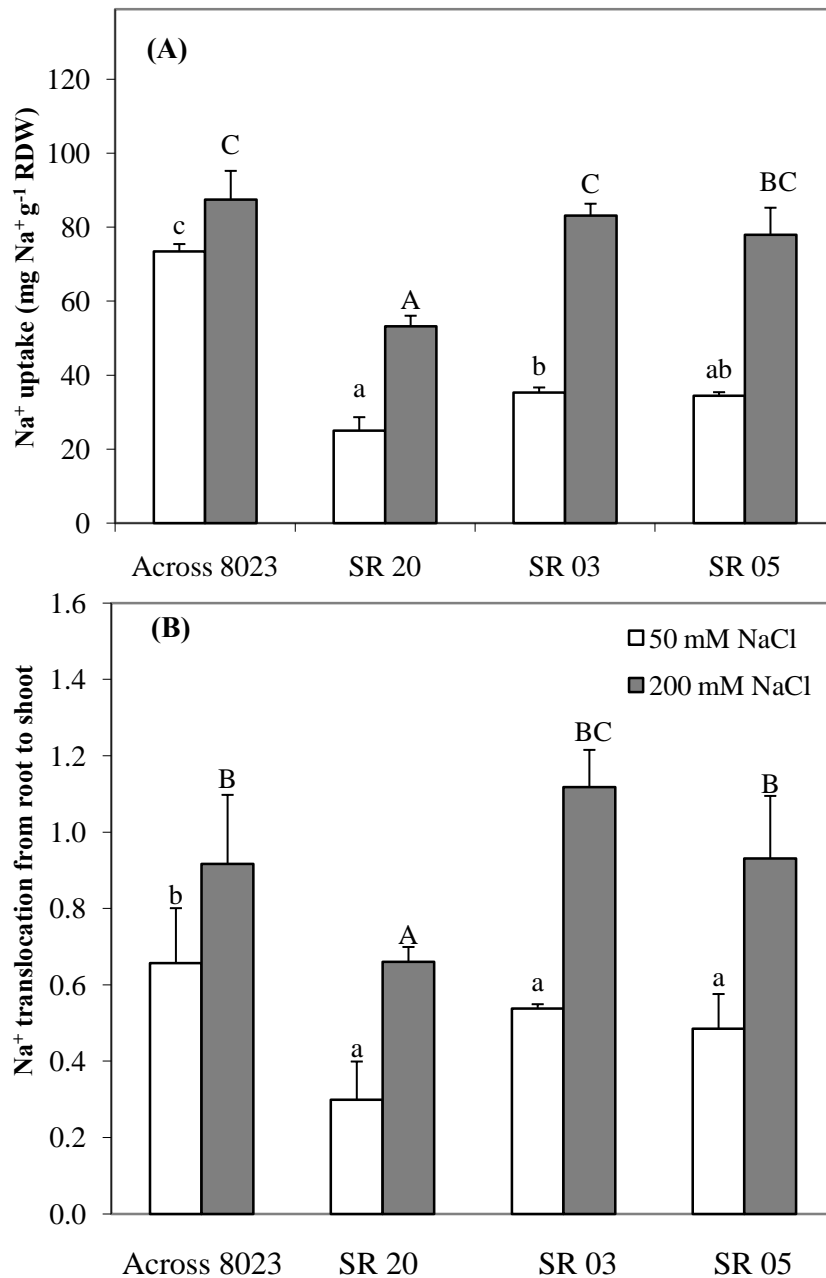 (A)
Na⁺ uptake (mg Na⁺ g⁻¹ RDW)
120
100
80
60
40
20
0
c C a A b C ab BC
Across 8023 SR 20 SR 03 SR 05
(B)
50 mM NaCl
200 mM NaCl
Na⁺ translocation from root to shoot
1.6
1.4
1.2
1.0
0.8
0.6
0.4
0.2
0.0
b B a A a BC a B
Across 8023 SR 20 SR 03 SR 05